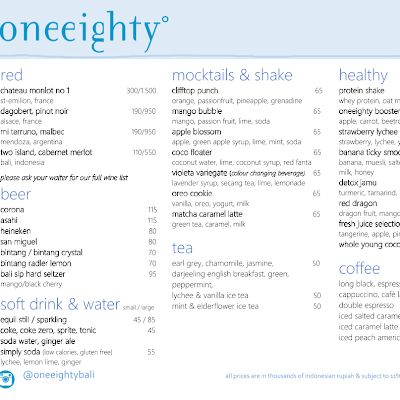 oneeighty°
red
chateau monlot no 1 300/1.500
st-emilion, france
dagobert, pinot noir 190/950
alsace, france
mi terruno, malbec 190/950
mendoza, argentina
two island, cabernet merlot 110/550
bali, indonesia
please ask your waiter for our full wine list
beer
corona 115
asahi 115
heineken 80
san miguel 80
bintang / bintang crystal 70
bintang radler lemon 70
bali sip hard seltzer 95
mango/black cherry
soft drink & water small / large
equil still / sparkling 45 / 85
coke, coke zero, sprite, tonic 45
soda water, ginger ale
simply soda (low calories, gluten free) 55
lychee, lemon lime, ginger
@oneeightybali
mocktails & shake
clifftop punch 65
orange, passionfruit, pineapple, grenadine
mango bubble 65
mango, passion fruit, lime, soda
apple blossom 65
apple, green apple syrup, lime, mint, soda
coco floater 65
coconut water, lime, coconut syrup, red fanta
violeta variegate (colour changing beverage) 65
lavender syrup, secang tea, lime, lemonade
oreo cookie 65
vanilla, oreo, yogurt, milk
matcha caramel latte 65
green tea, caramel, milk
tea
earl grey, chamomile, jasmine, 50
darjeeling english breakfast, green,
peppermint,
lychee & vanilla ice tea 50
mint & elderflower ice tea 50
healthy
protein shake
whey protein, oat m
oneeighty booster
apple, carrot, beetro
strawberry lychee
strawberry, lychee, y
banana ticky smoo
banana, muesli, salt
milk, honey
detox jamu
turmeric, tamarind,
red dragon
dragon fruit, mango
fresh juice selection
tangerine, apple, pin
whole young coco
coffee
long black, espress
cappuccino, café la
double espresso
iced salted caramel
iced caramel latte
iced peach americ
all prices are in thousands of Indonesian rupiah & subject to